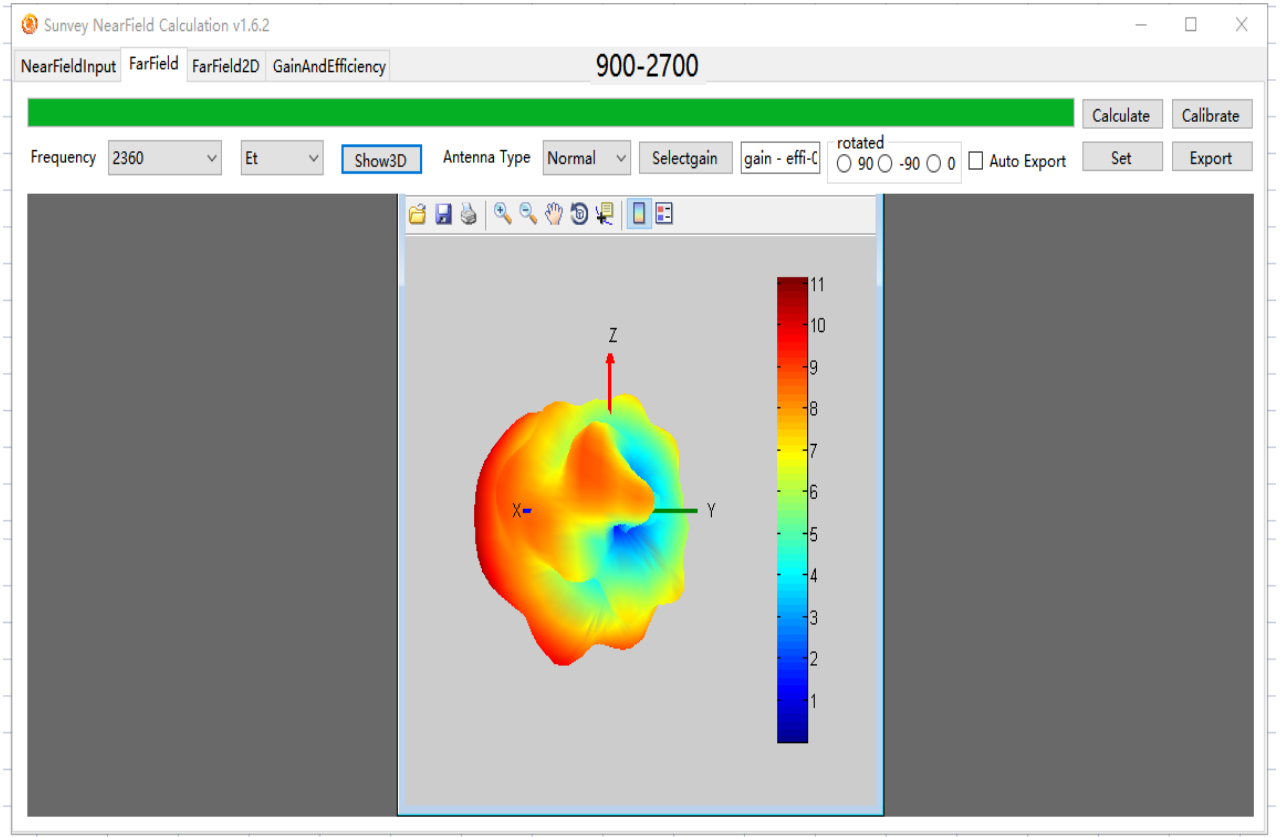 Sunvey NearField Calculation v1.6.2
NearFieldInput FarField FarField2D GainAndEfficiency 900-2700
Calculate Calibrate
Frequency 2360 Et Show3D Antenna Type Normal Selectgain gain - effi-C rotated 90 -90 0 Auto Export Set Export
Z
X Y
11
10
9
8
7
6
5
4
3
2
1